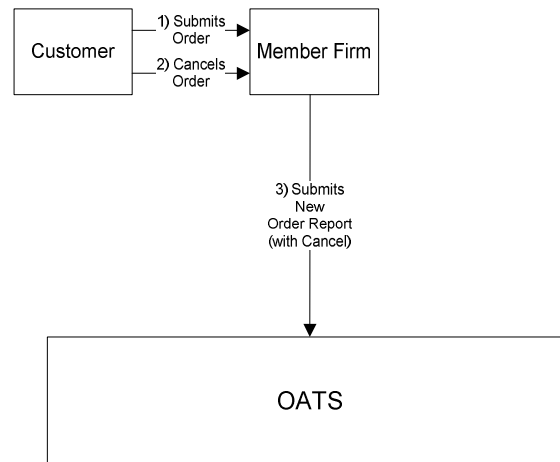 Customer
1) Submits
Order
2) Cancels
Order
Member Firm
3) Submits
New
Order Report
(with Cancel)
OATS